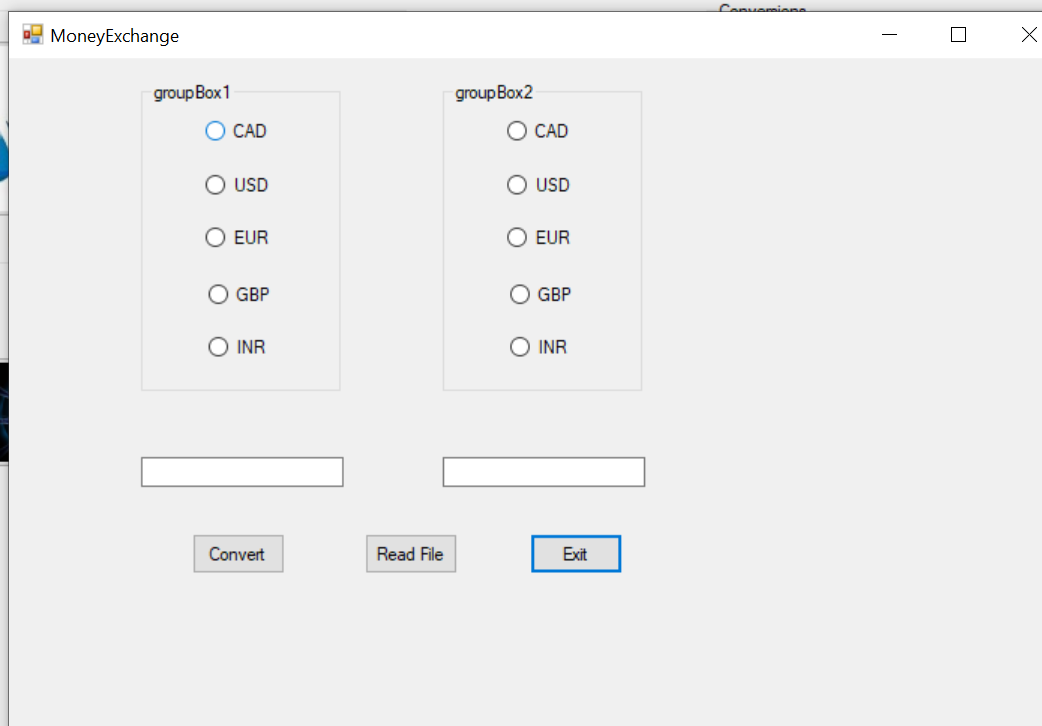 MoneyExchange
groupBox1
CAD
USD
EUR
GBP
INR
groupBox2
CAD
USD
EUR
GBP
INR
Convert
Read File
Exit